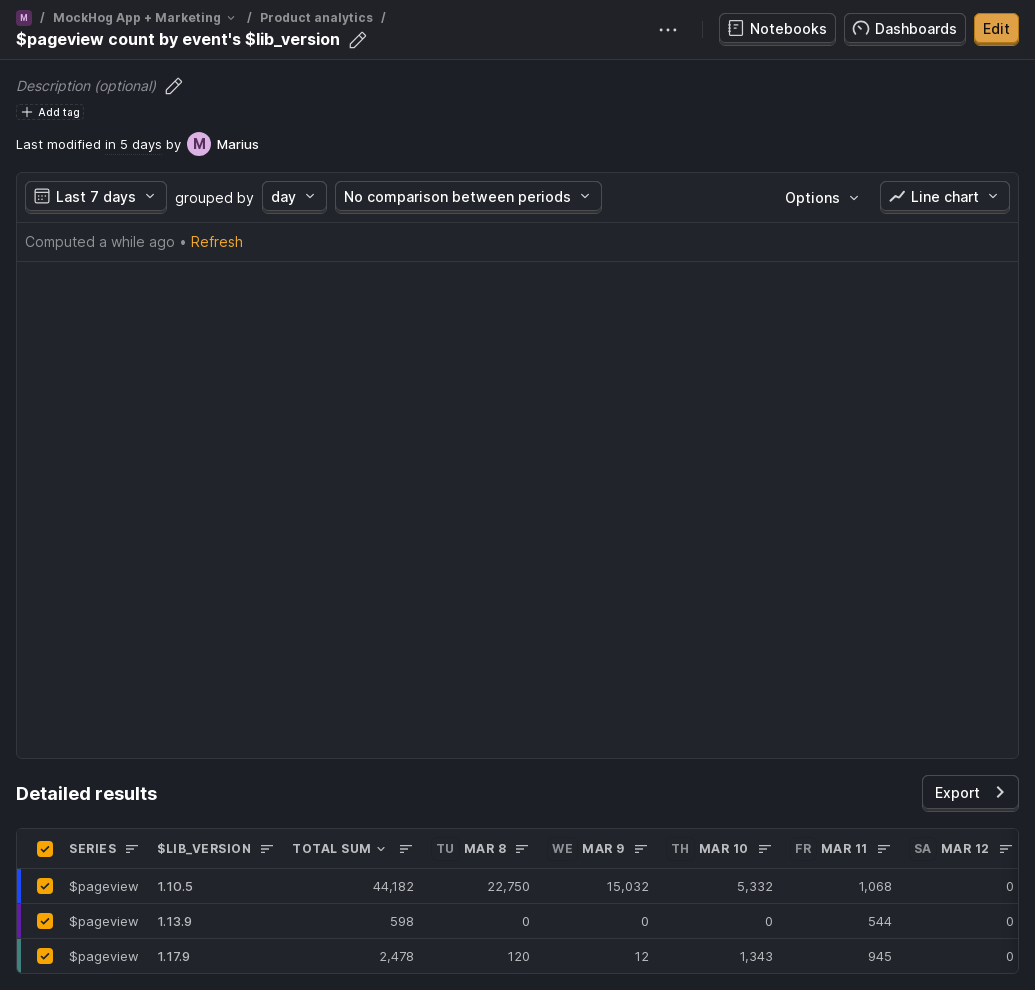 M / MockHog App + Marketing / Product analytics /
$pageview count by event's $lib_version
Notebooks Dashboards Edit
Description (optional)
Add tag
Last modified in 5 days by M Marius
Last 7 days grouped by day No comparison between periods Options Line chart
Computed a while ago • Refresh
Detailed results
Export
SERIES $LIB_VERSION TOTAL SUM TU MAR 8 WE MAR 9 TH MAR 10 FR MAR 11 SA MAR 12
$pageview 1.10.5 44,182 22,750 15,032 5,332 1,068 0
$pageview 1.13.9 598 0 0 0 544 0
$pageview 1.17.9 2,478 120 12 1,343 945 0